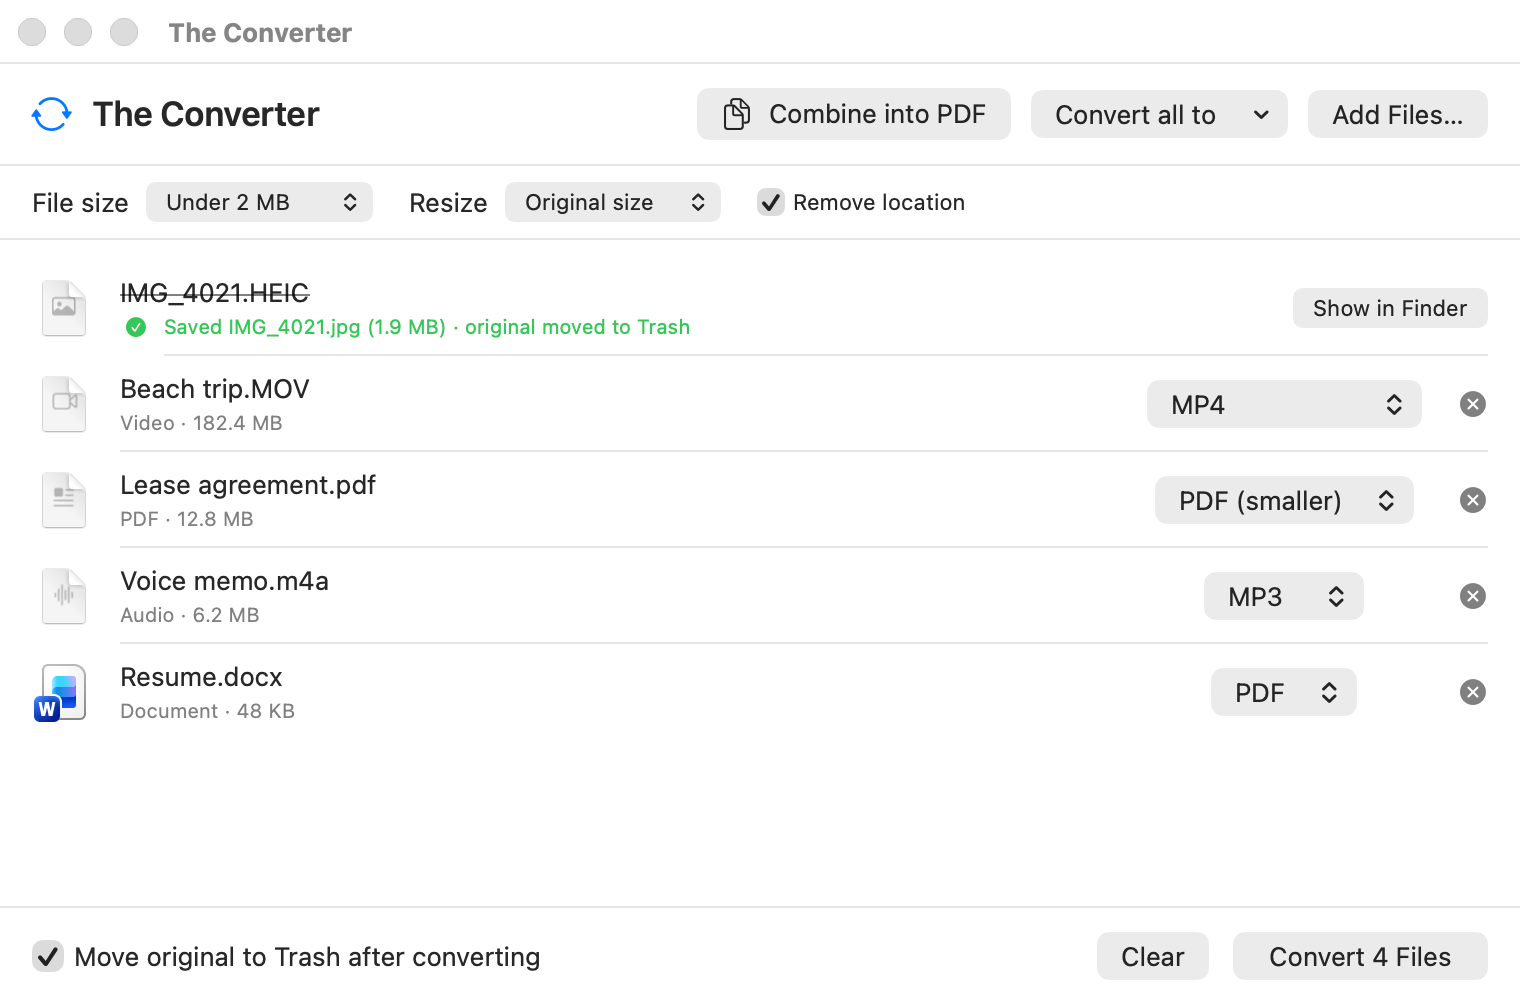 The Converter
The Converter
Combine into PDF
Convert all to
Add Files...
File size
Under 2 MB
Resize
Original size
Remove location
IMG_4021.HEIC
Saved IMG_4021.jpg (1.9 MB) · original moved to Trash
Show in Finder
Beach trip.MOV
Video · 182.4 MB
MP4
Lease agreement.pdf
PDF · 12.8 MB
PDF (smaller)
Voice memo.m4a
Audio · 6.2 MB
MP3
W
Resume.docx
Document · 48 KB
PDF
Move original to Trash after converting
Clear
Convert 4 Files